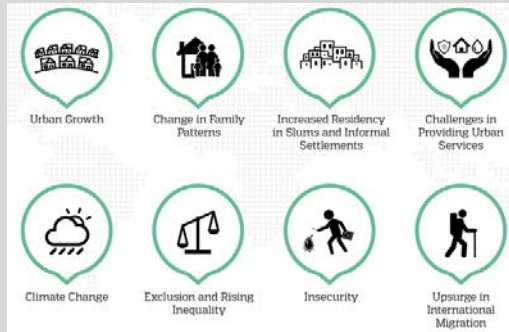 Urban Growth
Change in Family
Patterns
Increased Residency
in Slums and Informal
Settlements
Challenges in
Providing Urban
Services
Climate Change
Exclusion and Rising
Inequality
Insecurity
Upsurge in
International
Migration